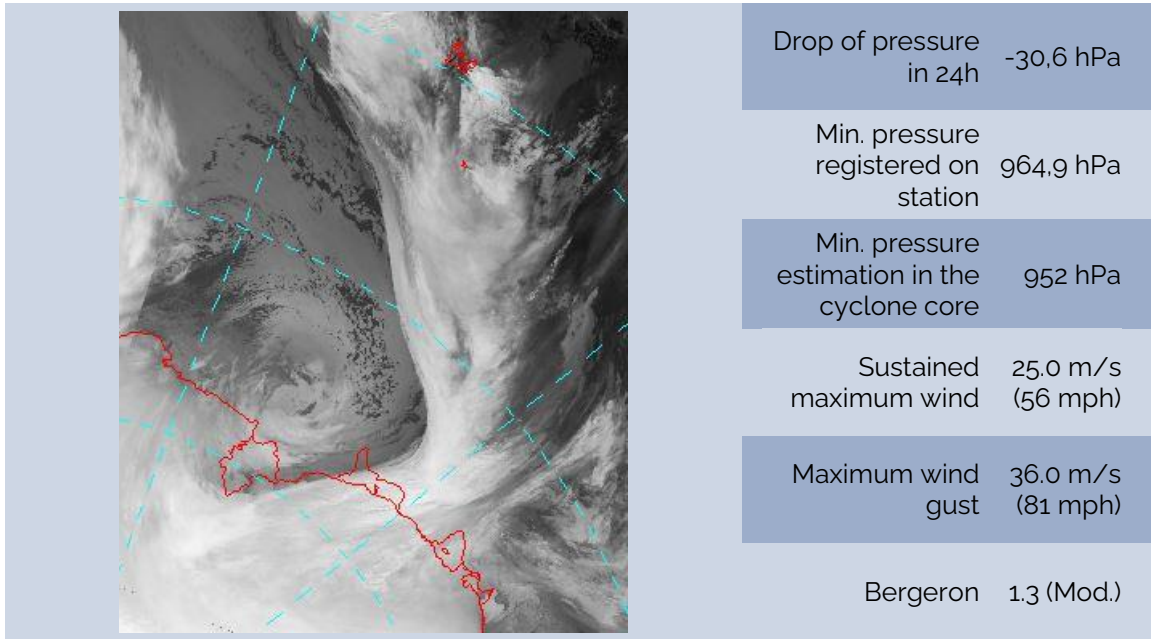 Drop of pressure
in 24h
-30,6 hPa
Min. pressure
registered on
station
964,9 hPa
Min. pressure
estimation in the
cyclone core
952 hPa
Sustained
maximum wind
25.0 m/s
(56 mph)
Maximum wind
gust
36.0 m/s
(81 mph)
Bergeron
1.3 (Mod.)